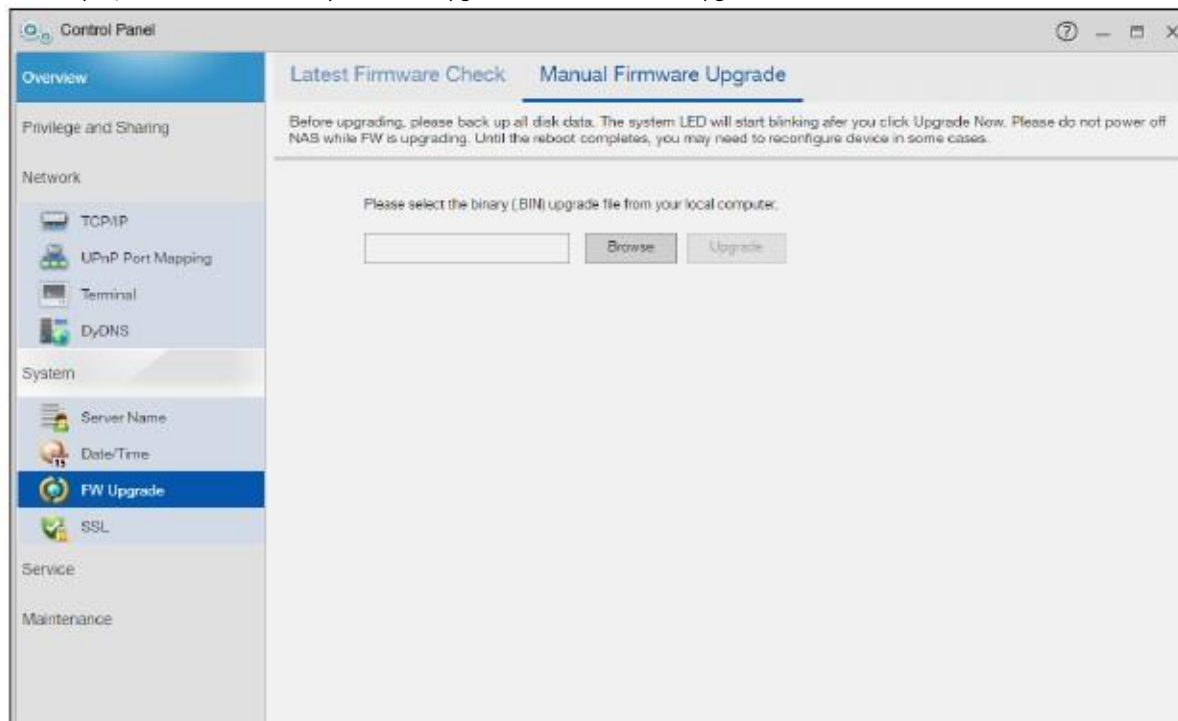 Control Panel
Overview
Privilege and Sharing
Network
TCP/IP
UPnP Port Mapping
Terminal
DyDNS
System
Server Name
Date/Time
FW Upgrade
SSL
Service
Maintenance
Latest Firmware Check
Manual Firmware Upgrade
Before upgrading, please back up all disk data. The system LED will start blinking afer you click Upgrade Now. Please do not power off
NAS while FW is upgrading. Until the reboot completes, you may need to reconfigure device in some cases.
Please select the binary (.BIN) upgrade file from your local computer.
Browse
Upgrade